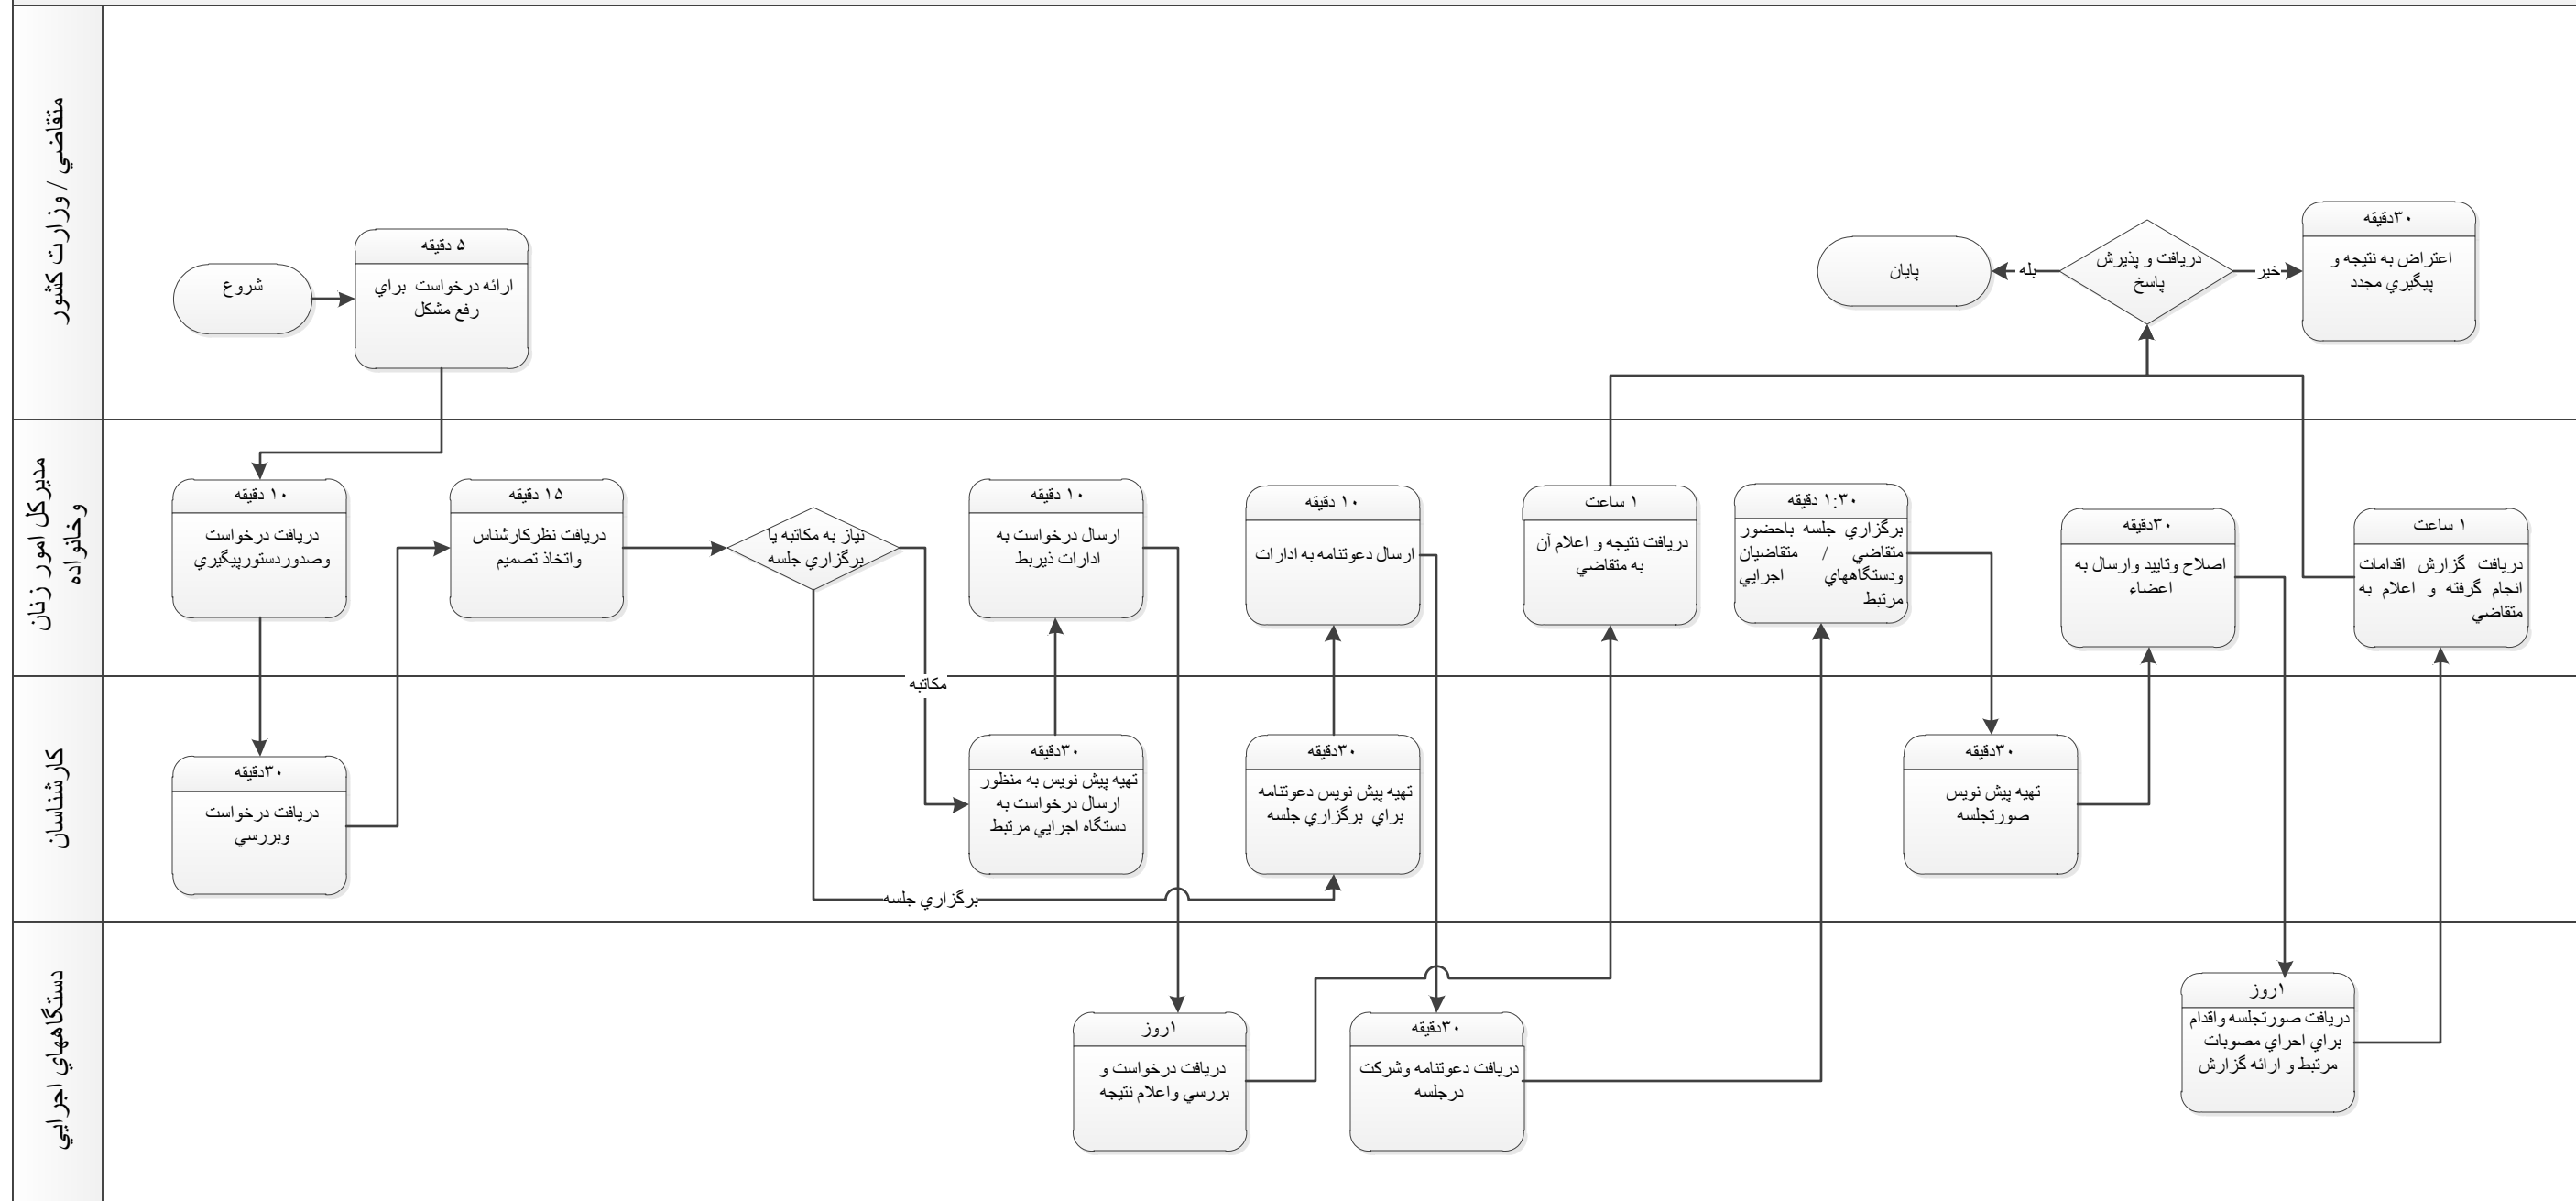 متقاضي / وزارت كشور
شروع
۵ دقيقه
ارائه درخواست براي
رفع مشكل
پايان
بله
دريافت و پذيرش
پاسخ
خير
۳۰دقيقه
اعتراض به نتيجه و
پيگيري مجدد
مديركل امور زنان
وخانواده
۱۰ دقيقه
دريافت درخواست
وصدوردستورپيگيري
۱۵ دقيقه
دريافت نظركارشناس
واتخاذ تصميم
نياز به مكاتبه يا
برگزاري جلسه
۱۰ دقيقه
ارسال درخواست به
ادارات ذيربط
۱۰ دقيقه
ارسال دعوتنامه به ادارات
۱ ساعت
دريافت نتيجه و اعلام آن
به متقاضي
۱:۳۰ دقيقه
برگزاري جلسه باحضور
متقاضي / متقاضيان
ودستگاههاي اجرايي
مرتبط
۳۰دقيقه
اصلاح وتاييد وارسال به
اعضاء
۱ ساعت
دريافت گزارش اقدامات
انجام گرفته و اعلام به
متقاضي
مكاتبه
كارشناسان
۳۰دقيقه
دريافت درخواست
وبررسي
۳۰دقيقه
تهيه پيش نويس به منظور
ارسال درخواست به
دستگاه اجرايي مرتبط
۳۰دقيقه
تهيه پيش نويس دعوتنامه
براي برگزاري جلسه
۳۰دقيقه
تهيه پيش نويس
صورتجلسه
برگزاري جلسه
دستگاههاي اجرايي
۱روز
دريافت درخواست و
بررسي واعلام نتيجه
۳۰دقيقه
دريافت دعوتنامه وشركت
درجلسه
۱روز
دريافت صورتجلسه واقدام
براي احراي مصوبات
مرتبط و ارائه گزارش